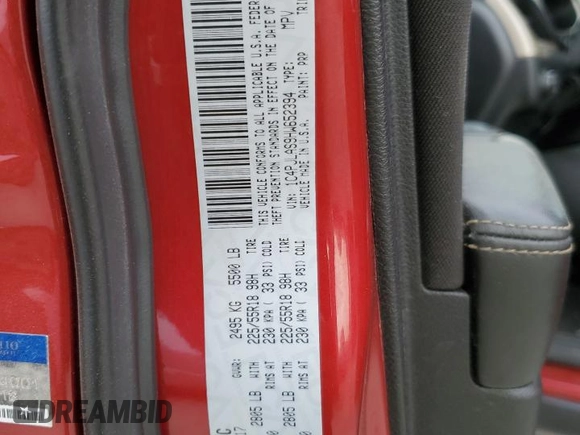 GVWR: 2495 KG 5500 LB
2805 LB WITH 225/55R18 98H TIRE
RIMS AT 230 KPA ( 33 PSI) COLD
2805 LB WITH 225/55R18 98H TIRE
RIMS AT 230 KPA ( 33 PSI) COLD
THIS VEHICLE CONFORMS TO ALL APPLICABLE U.S.A. FEDER
THEFT PREVENTION STANDARDS IN EFFECT ON THE DATE OF
VIN: 1C4PJLAS9HW652394 TYPE: MPV
VEHICLE MADE IN U.S.A. PAINT: PRP
DREAMBID